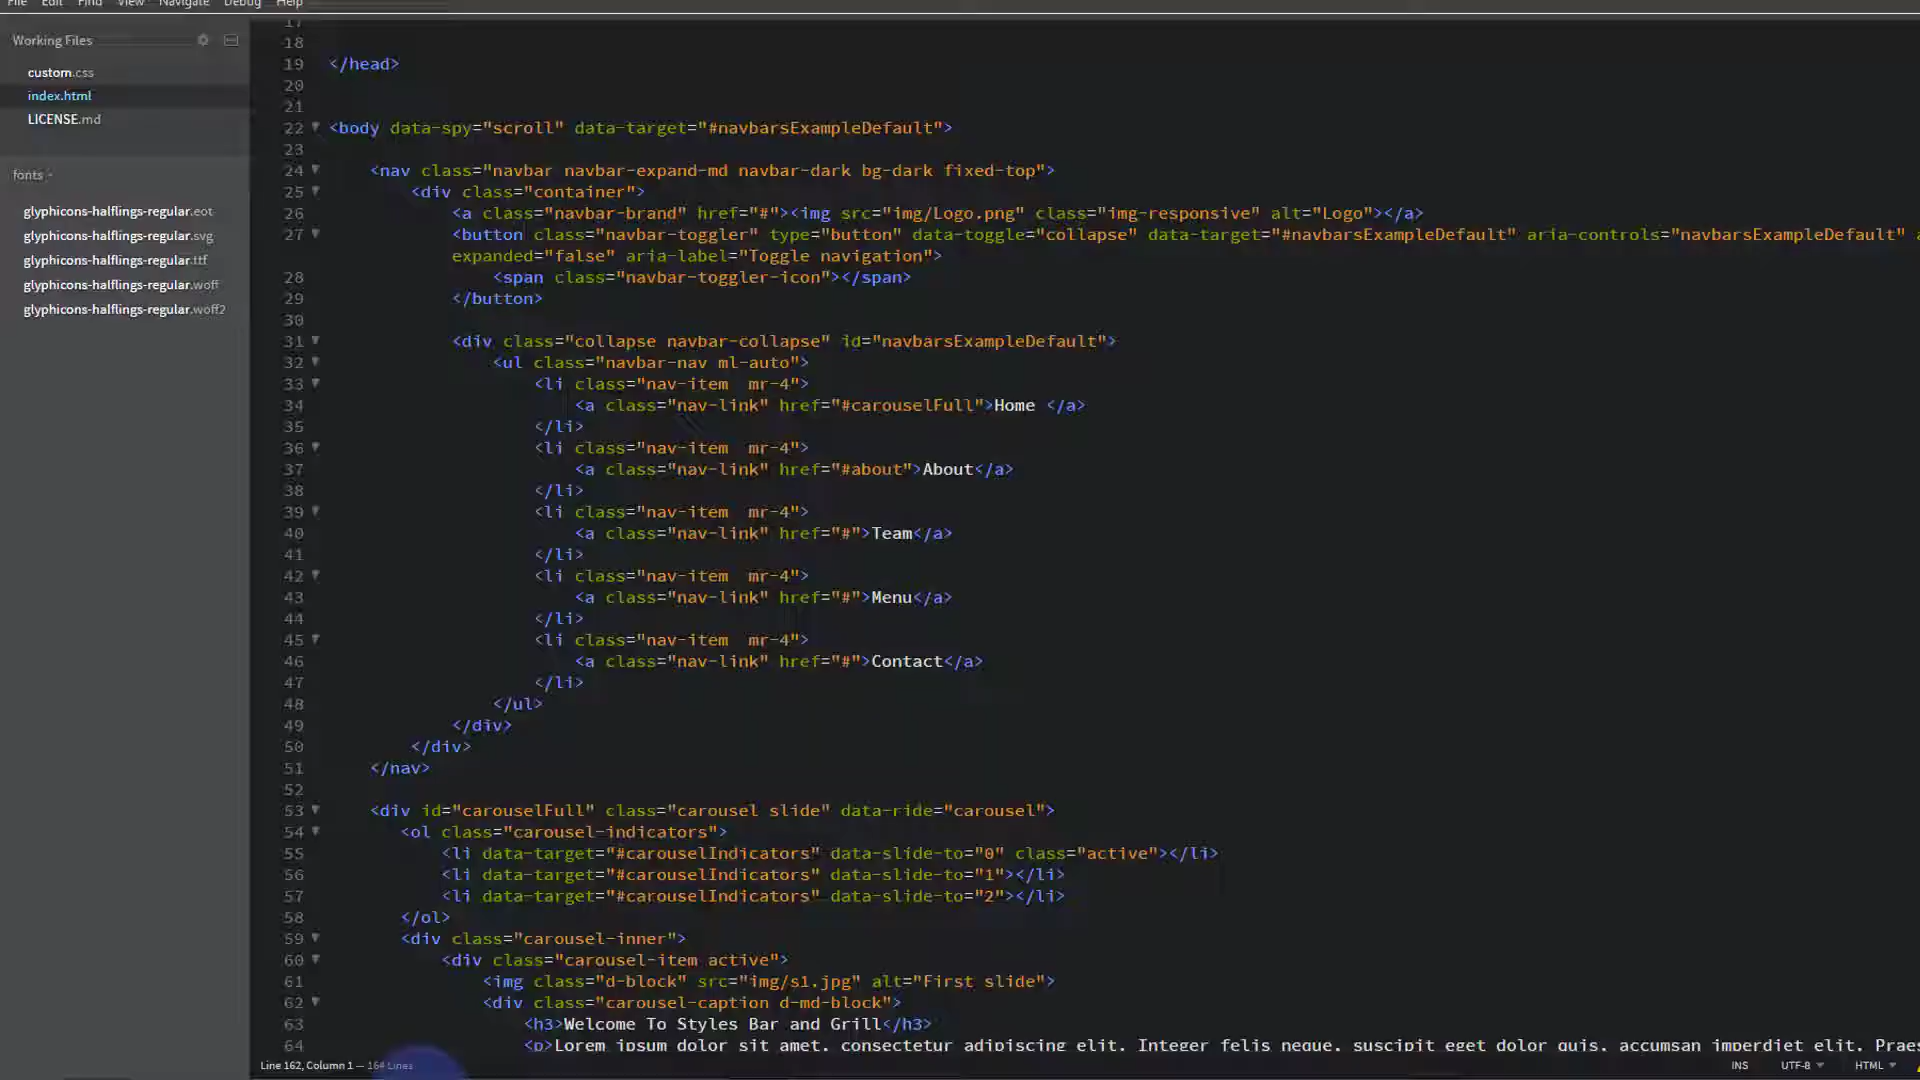 File Edit Find View Navigate Debug Help
Working Files
custom.css
index.html
LICENSE.md
fonts
glyphicons-halflings-regular.eot
glyphicons-halflings-regular.svg
glyphicons-halflings-regular.ttf
glyphicons-halflings-regular.woff
glyphicons-halflings-regular.woff2
17
18
19 </head>
20
21
22 <body data-spy="scroll" data-target="#navbarsExampleDefault">
23
24 <nav class="navbar navbar-expand-md navbar-dark bg-dark fixed-top">
25 <div class="container">
26 <a class="navbar-brand" href="#"><img src="img/Logo.png" class="img-responsive" alt="Logo"></a>
27 <button class="navbar-toggler" type="button" data-toggle="collapse" data-target="#navbarsExampleDefault" aria-controls="navbarsExampleDefault"
expanded="false" aria-label="Toggle navigation">
28 <span class="navbar-toggler-icon"></span>
29 </button>
30
31 <div class="collapse navbar-collapse" id="navbarsExampleDefault">
32 <ul class="navbar-nav ml-auto">
33 <li class="nav-item  mr-4">
34 <a class="nav-link" href="#carouselFull">Home </a>
35 </li>
36 <li class="nav-item  mr-4">
37 <a class="nav-link" href="#about">About</a>
38 </li>
39 <li class="nav-item  mr-4">
40 <a class="nav-link" href="#">Team</a>
41 </li>
42 <li class="nav-item  mr-4">
43 <a class="nav-link" href="#">Menu</a>
44 </li>
45 <li class="nav-item  mr-4">
46 <a class="nav-link" href="#">Contact</a>
47 </li>
48 </ul>
49 </div>
50 </div>
51 </nav>
52
53 <div id="carouselFull" class="carousel slide" data-ride="carousel">
54 <ol class="carousel-indicators">
55 <li data-target="#carouselIndicators" data-slide-to="0" class="active"></li>
56 <li data-target="#carouselIndicators" data-slide-to="1"></li>
57 <li data-target="#carouselIndicators" data-slide-to="2"></li>
58 </ol>
59 <div class="carousel-inner">
60 <div class="carousel-item active">
61 <img class="d-block" src="img/s1.jpg" alt="First slide">
62 <div class="carousel-caption d-md-block">
63 <h3>Welcome To Styles Bar and Grill</h3>
64 <p>Lorem ipsum dolor sit amet, consectetur adipiscing elit. Integer felis neque, suscipit eget dolor quis, accumsan imperdiet elit. Praes
Line 162, Column 1 — 164 Lines
INS UTF-8 HTML